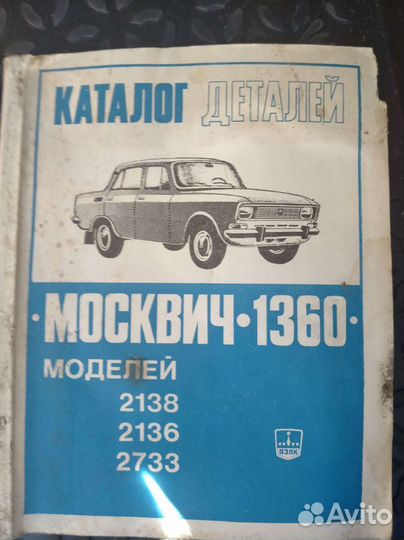 КАТАЛОГ ДЕТАЛЕЙ
·МОСКВИЧ·1360·
МОДЕЛЕЙ
2138
2136
2733
АЗЛК
Avito